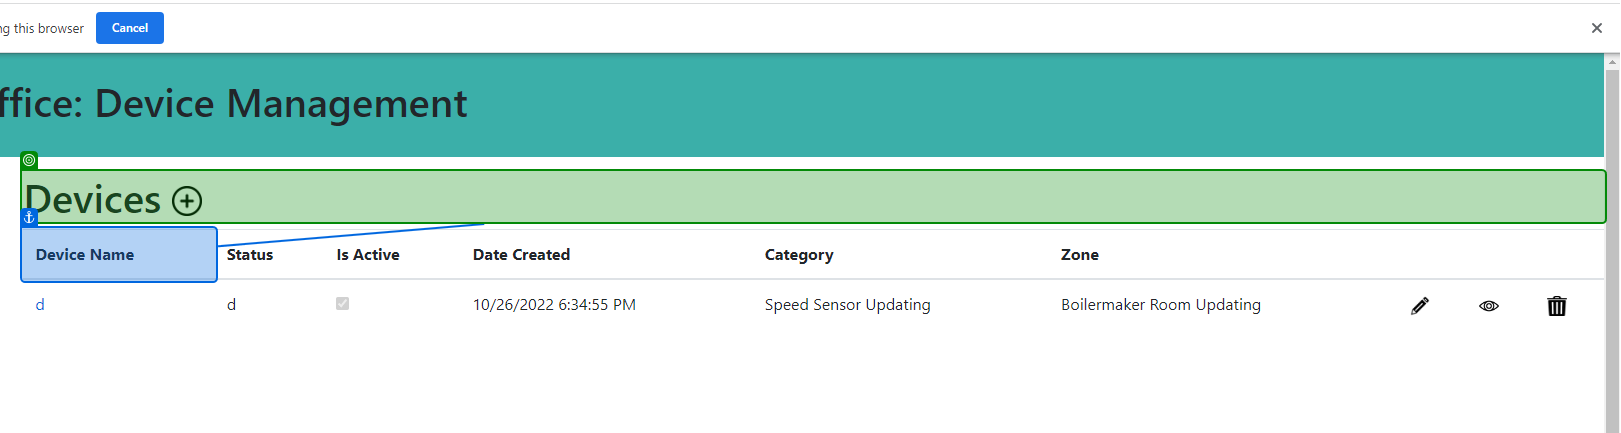 ng this browser Cancel
ffice: Device Management
Devices
Device Name Status Is Active Date Created Category Zone
d d 10/26/2022 6:34:55 PM Speed Sensor Updating Boilermaker Room Updating